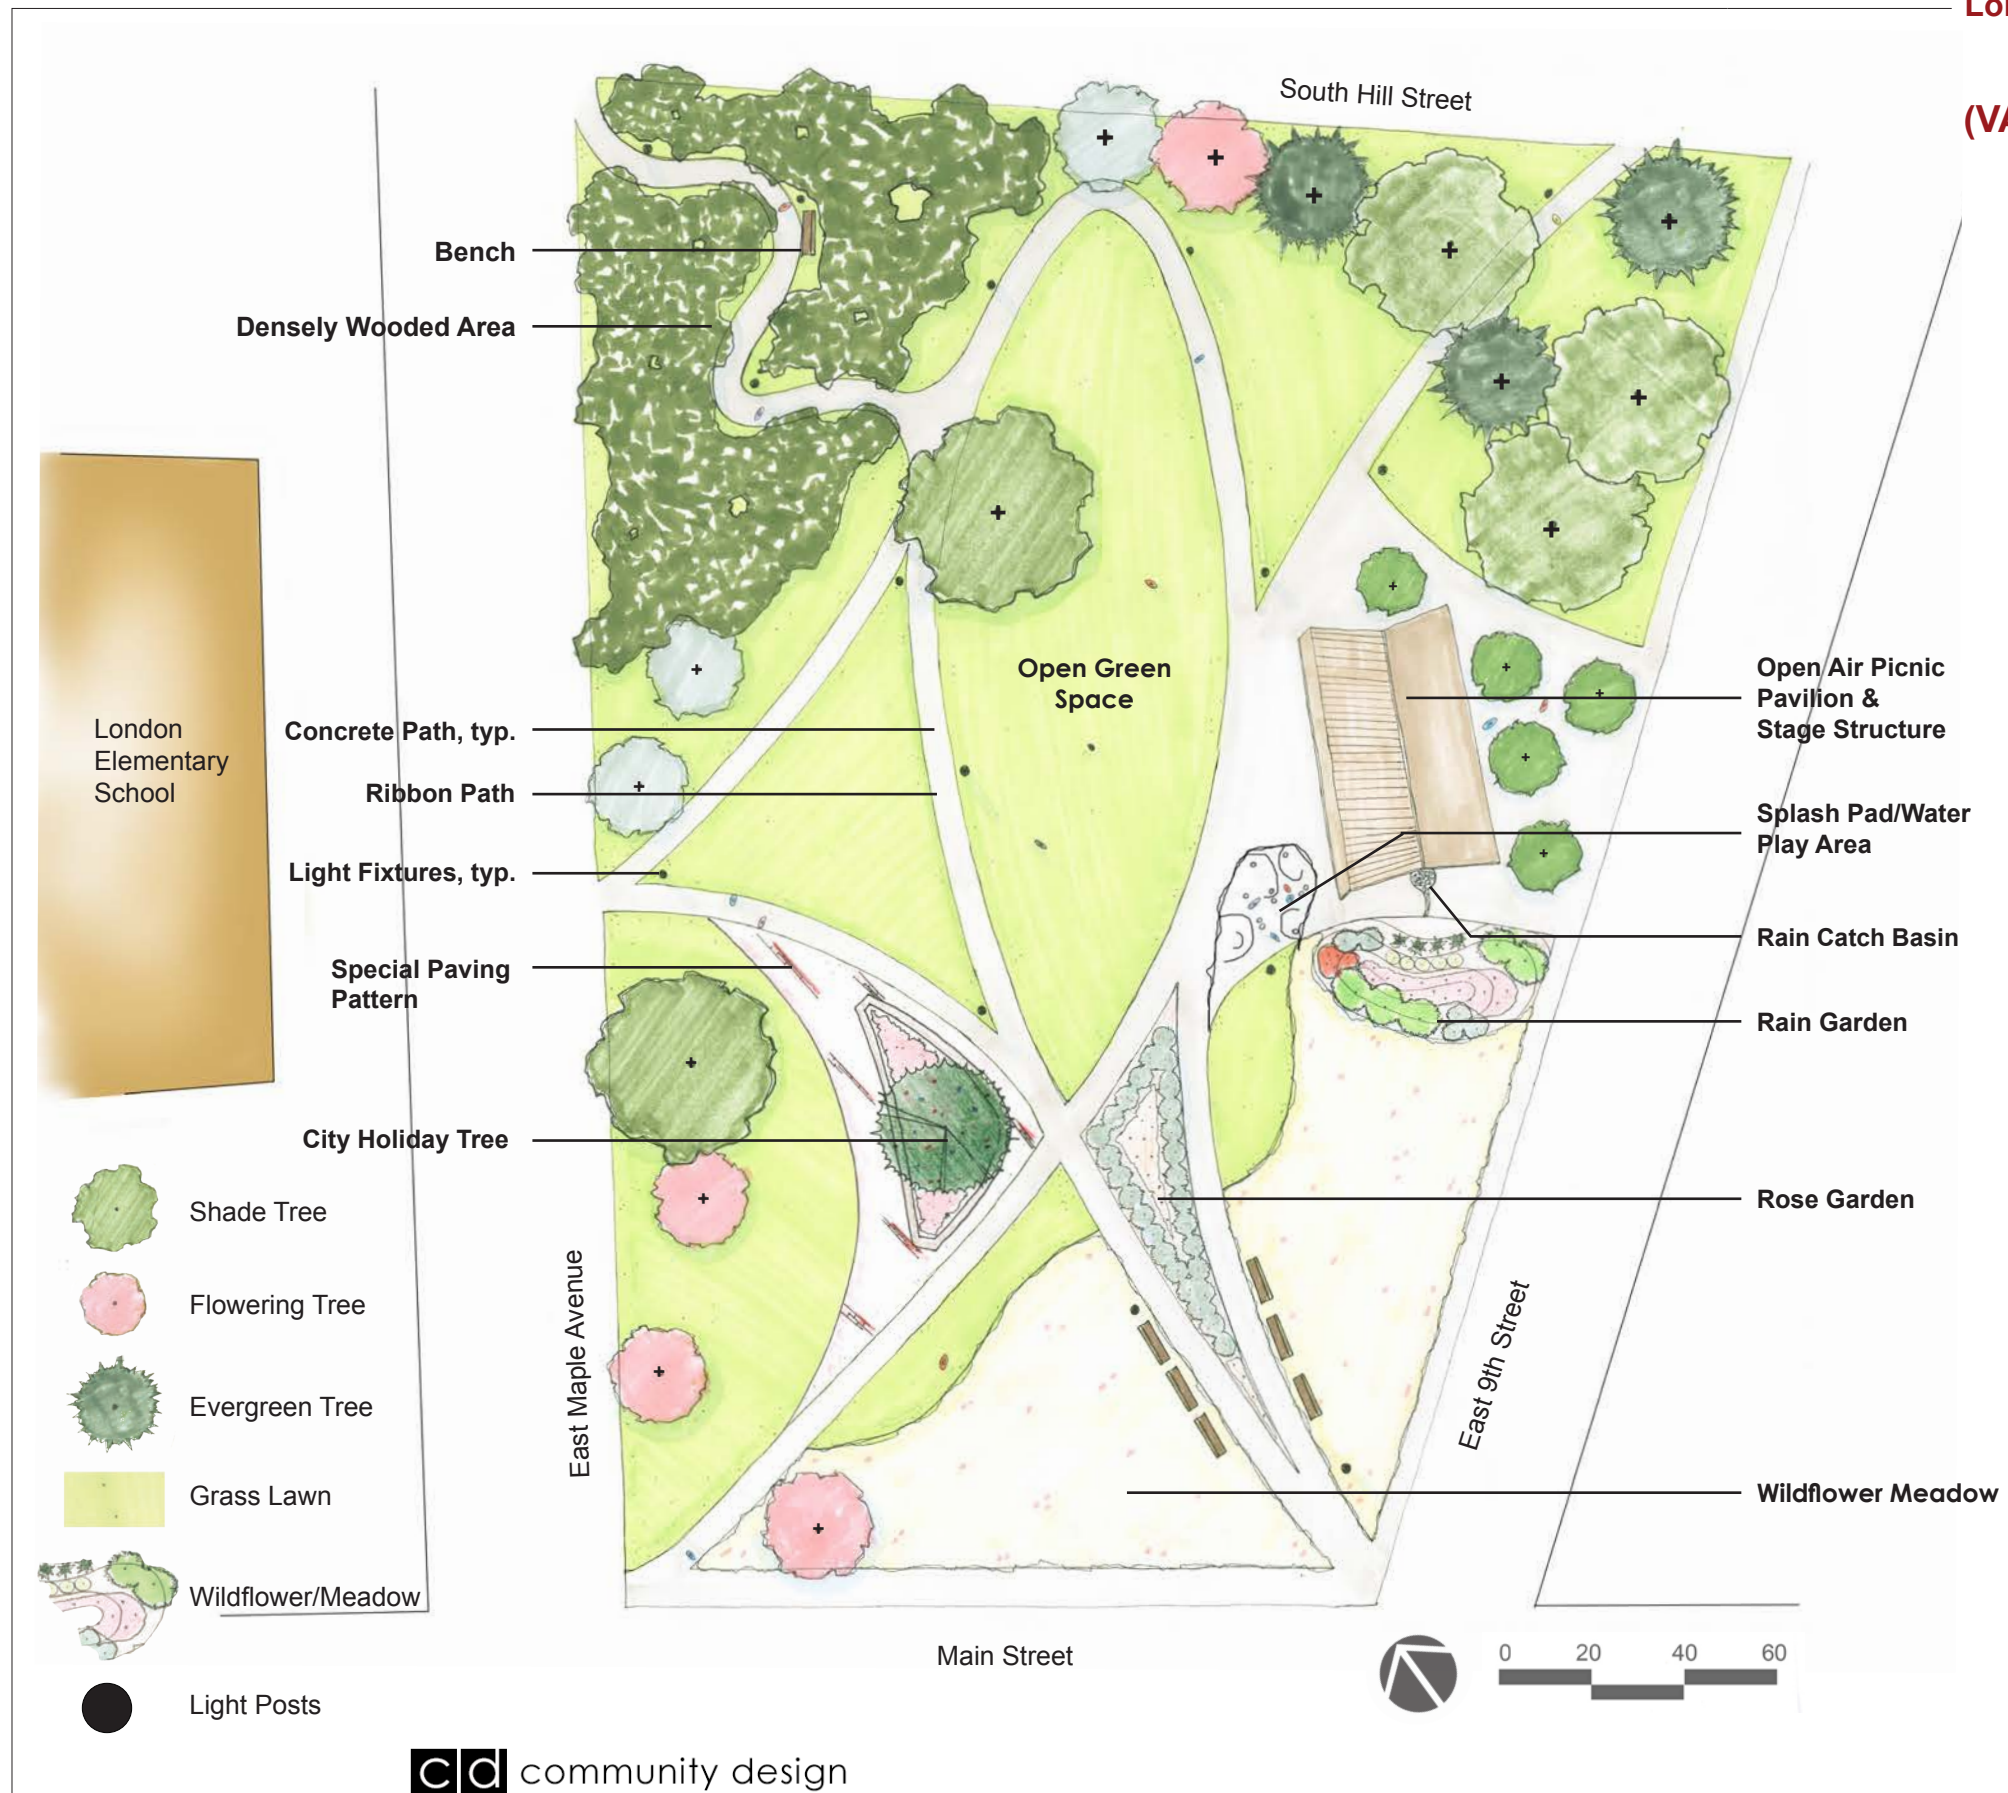 Lo
(VA
South Hill Street
Bench
Densely Wooded Area
Open Green
Space
Open Air Picnic
Pavilion &
Stage Structure
London
Elementary
School
Concrete Path, typ.
Ribbon Path
Splash Pad/Water
Play Area
Light Fixtures, typ.
Rain Catch Basin
Special Paving
Pattern
Rain Garden
City Holiday Tree
Rose Garden
Shade Tree
Flowering Tree
Evergreen Tree
Grass Lawn
Wildflower/Meadow
Light Posts
East Maple Avenue
East 9th Street
Wildflower Meadow
Main Street
0 20 40 60
cd community design